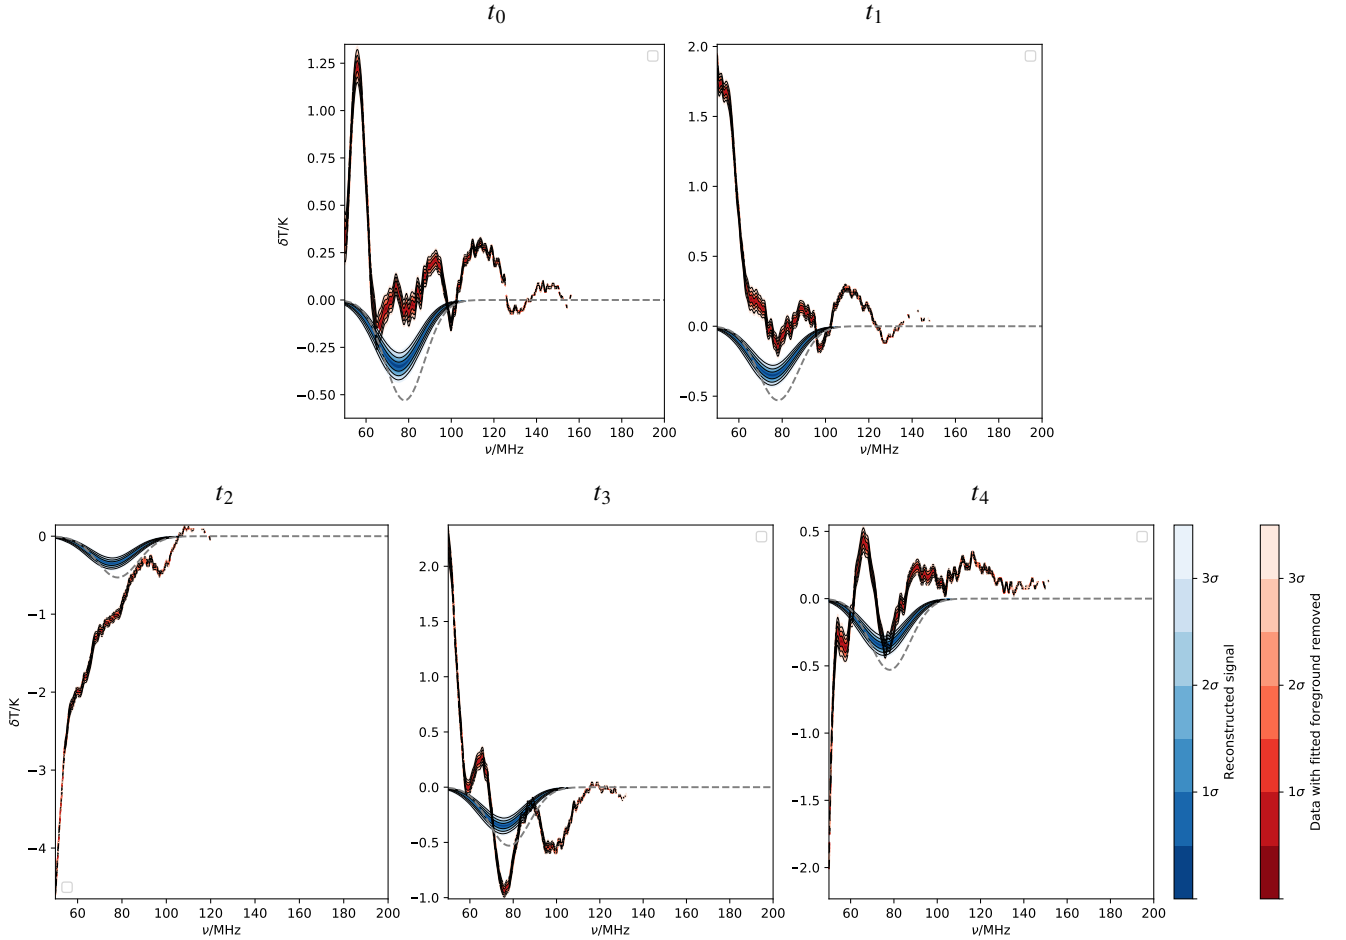 t0
t1
1.25
1.00
0.75
0.50
0.25
0.00
−0.25
−0.50
δT/K
60 80 100 120 140 160 180 200
ν/MHz
2.0
1.5
1.0
0.5
0.0
−0.5
60 80 100 120 140 160 180 200
ν/MHz
t2
t3
t4
0
−1
−2
−3
−4
δT/K
60 80 100 120 140 160 180 200
ν/MHz
2.0
1.5
1.0
0.5
0.0
−0.5
−1.0
60 80 100 120 140 160 180 200
ν/MHz
0.5
0.0
−0.5
−1.0
−1.5
−2.0
60 80 100 120 140 160 180 200
ν/MHz
3σ
2σ
1σ
Reconstructed signal
3σ
2σ
1σ
Data with fitted foreground removed